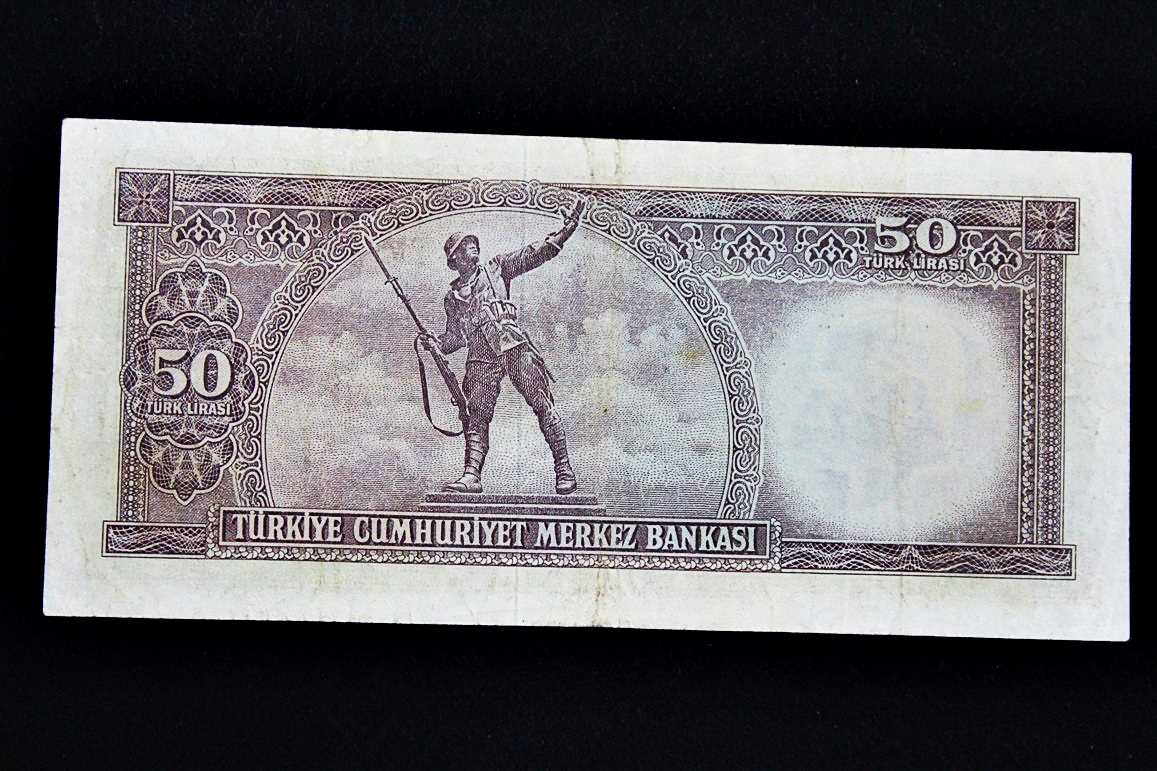 50
TÜRK LİRASI
50
TÜRK LİRASI
TÜRKİYE CUMHURİYET MERKEZ BANKASI